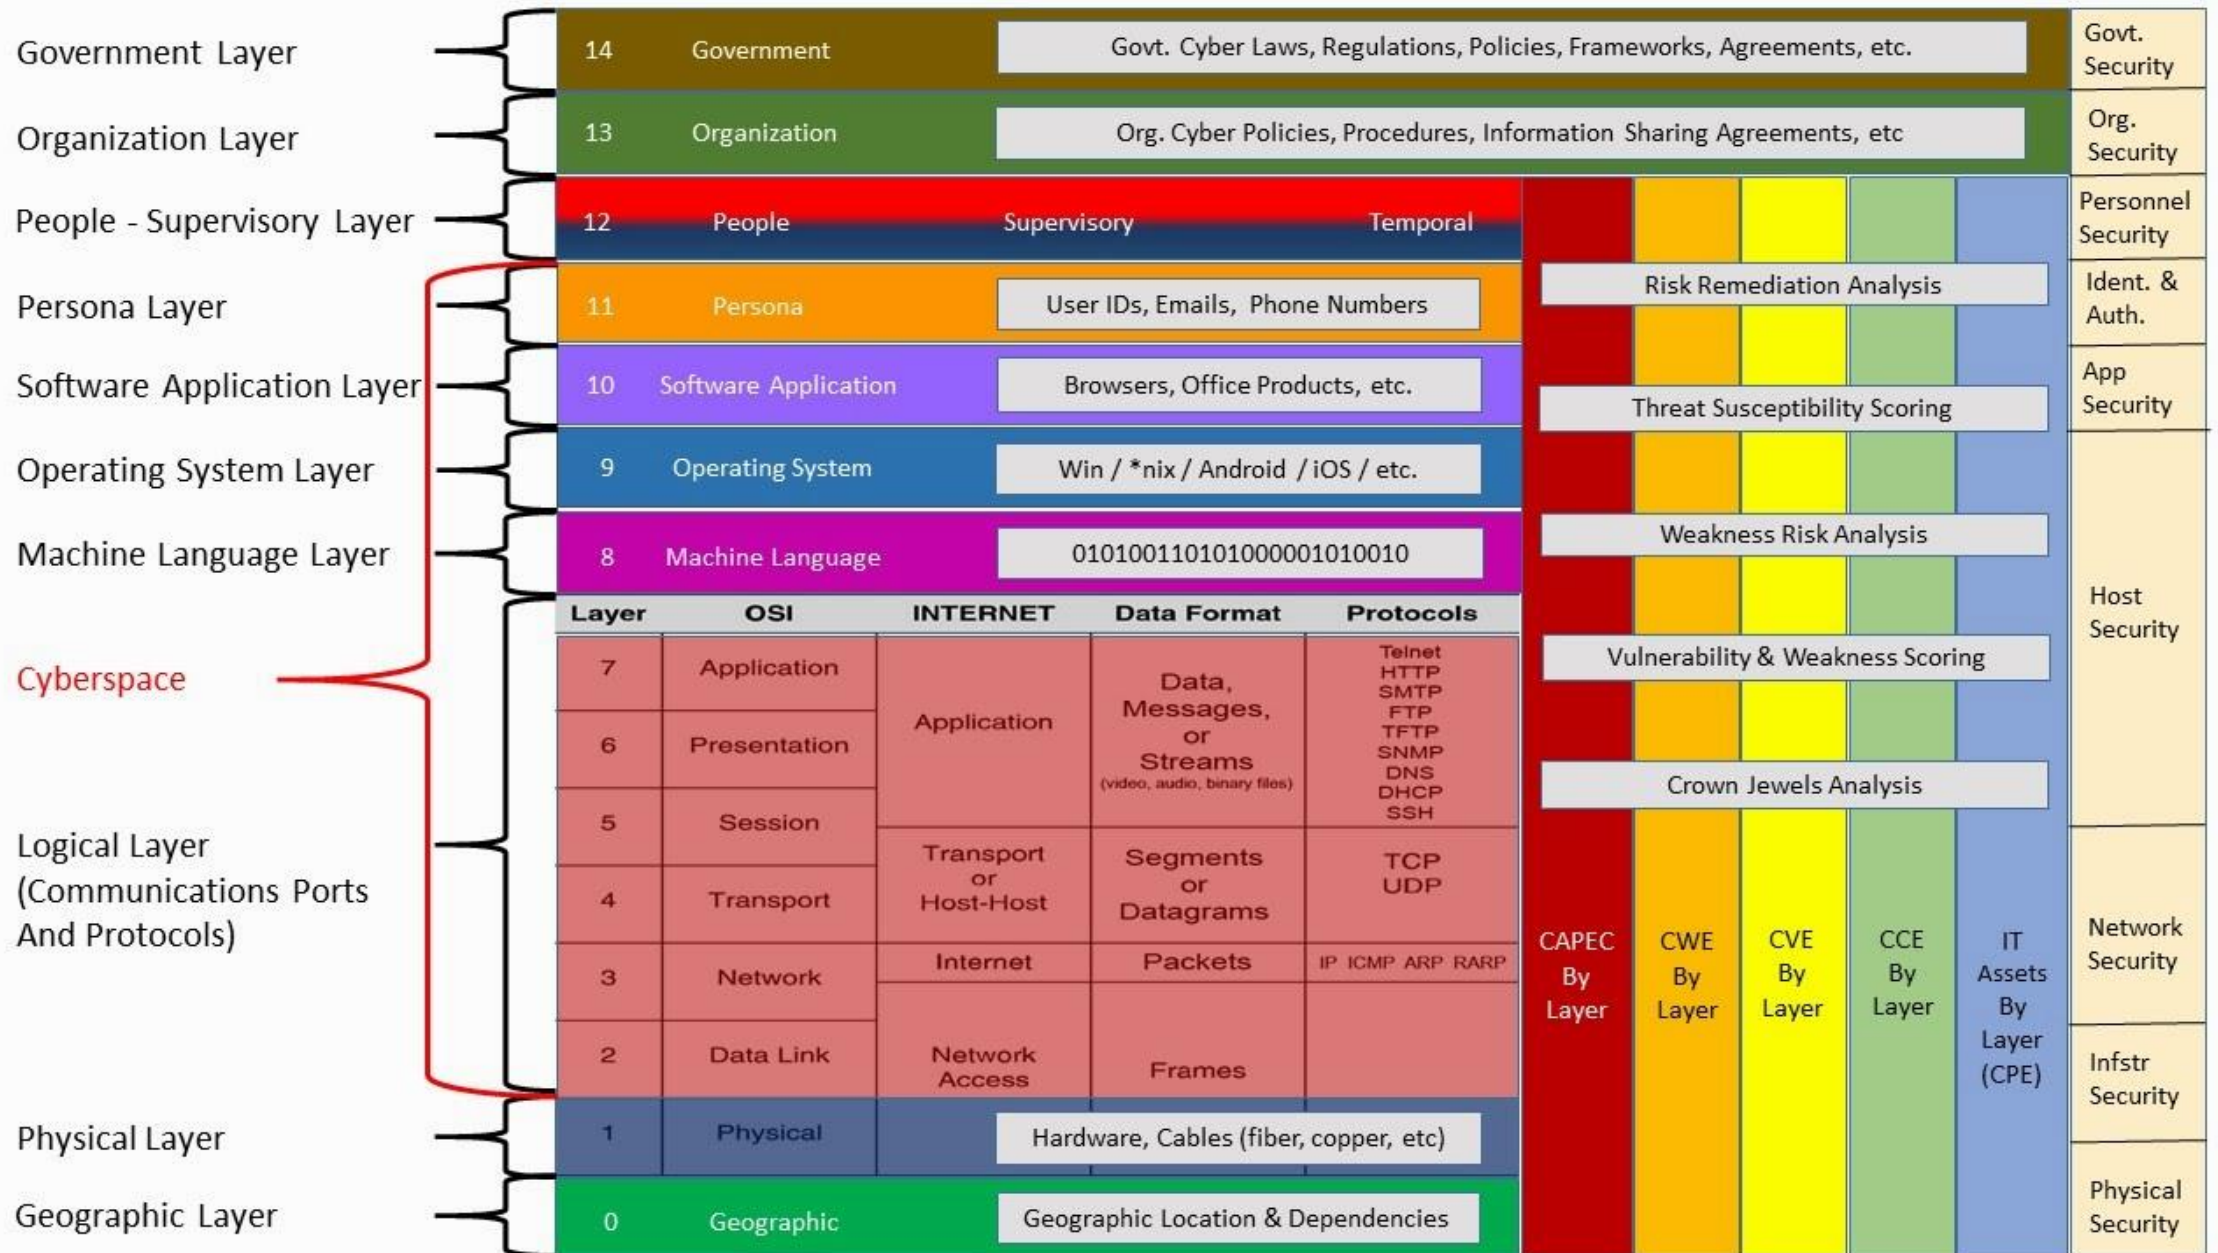 Government Layer
14 Government Govt. Cyber Laws, Regulations, Policies, Frameworks, Agreements, etc.
Govt.
Security
Organization Layer
13 Organization Org. Cyber Policies, Procedures, Information Sharing Agreements, etc
Org.
Security
People - Supervisory Layer
12 People Supervisory Temporal
Personnel
Security
Persona Layer
11 Persona User IDs, Emails, Phone Numbers
Ident. &
Auth.
Software Application Layer
10 Software Application Browsers, Office Products, etc.
App
Security
Operating System Layer
9 Operating System Win / *nix / Android / iOS / etc.
Machine Language Layer
8 Machine Language 010100110101000001010010
Host
Security
Cyberspace
Logical Layer
(Communications Ports
And Protocols)
Layer OSI INTERNET Data Format Protocols
7 Application
6 Presentation
5 Session
4 Transport
3 Network
2 Data Link
1 Physical
Application
Transport
or
Host-Host
Internet
Network
Access
Data,
Messages,
or
Streams
(video, audio, binary files)
Segments
or
Datagrams
Packets
Frames
Telnet
HTTP
SMTP
FTP
TFTP
SNMP
DNS
DHCP
SSH
TCP
UDP
IP ICMP ARP RARP
Network
Security
Infstr
Security
Physical Layer
Hardware, Cables (fiber, copper, etc)
Geographic Layer
0 Geographic Geographic Location & Dependencies
Physical
Security
Risk Remediation Analysis
Threat Susceptibility Scoring
Weakness Risk Analysis
Vulnerability & Weakness Scoring
Crown Jewels Analysis
CAPEC
By
Layer
CWE
By
Layer
CVE
By
Layer
CCE
By
Layer
IT
Assets
By
Layer
(CPE)